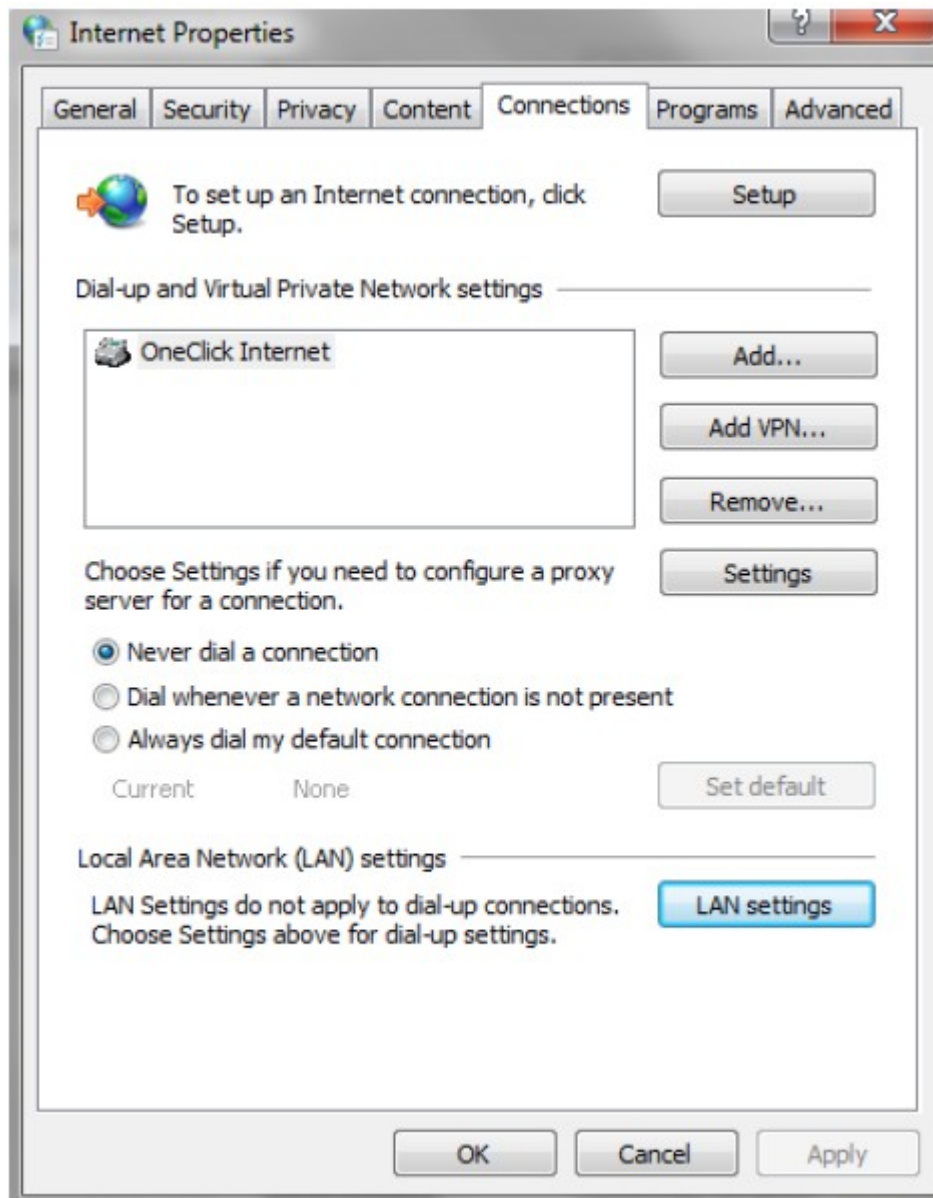 Internet Properties
?
X
General Security Privacy Content Connections Programs Advanced
To set up an Internet connection, click
Setup.
Setup
Dial-up and Virtual Private Network settings
OneClick Internet
Add...
Add VPN...
Remove...
Choose Settings if you need to configure a proxy
server for a connection.
Settings
Never dial a connection
Dial whenever a network connection is not present
Always dial my default connection
Current None
Set default
Local Area Network (LAN) settings
LAN Settings do not apply to dial-up connections.
Choose Settings above for dial-up settings.
LAN settings
OK Cancel Apply